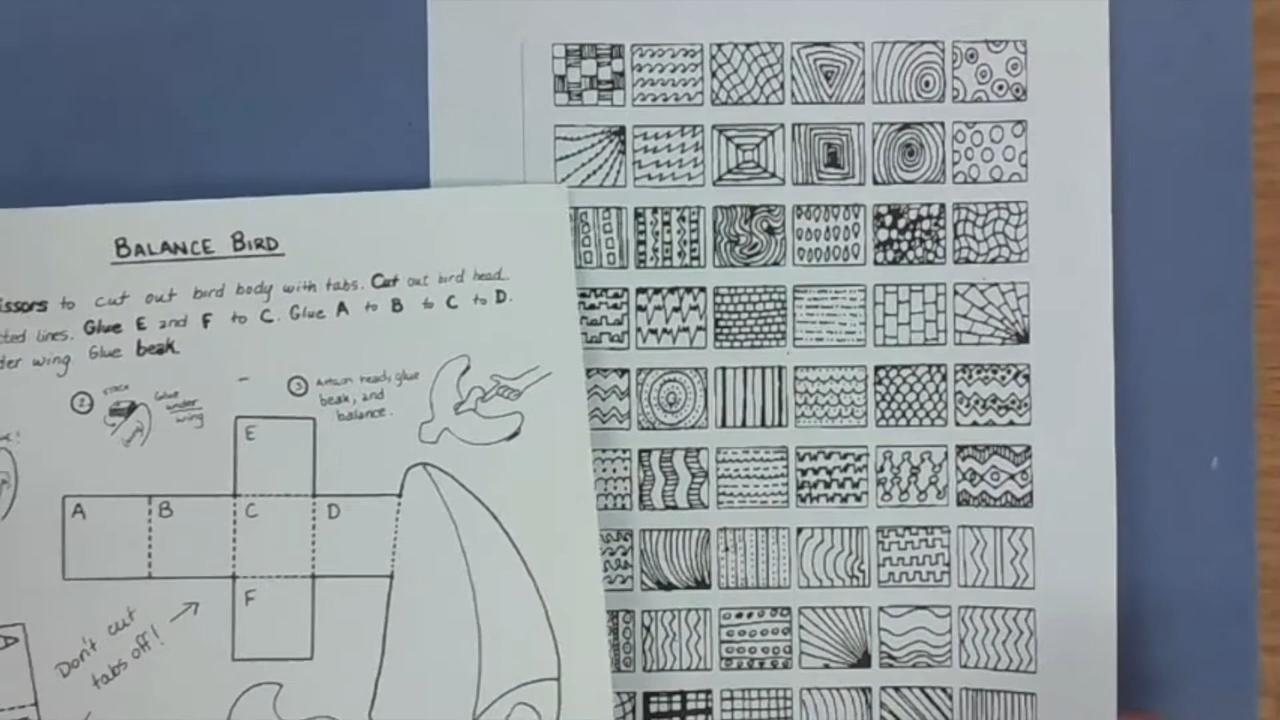 BALANCE BIRD
issors to cut out bird body with tabs. Cut out bird head
tted lines. Glue E and F to C. Glue A to B to C to D.
der wing Glue beak
② STACK Glue under wing
③ Attach head, glue
beak, and
balance.
E
A B C D
F
Don't cut
tabs off!
D